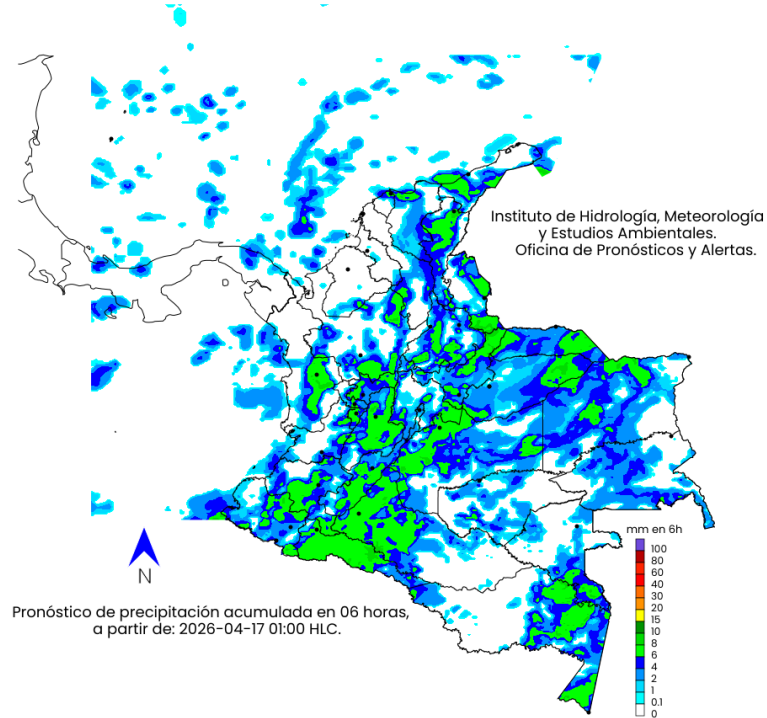 Instituto de Hidrología, Meteorología
y Estudios Ambientales.
Oficina de Pronósticos y Alertas.
mm en 6h
100
80
60
40
30
20
15
10
8
6
4
2
1
0.1
0
N
Pronóstico de precipitación acumulada en 06 horas,
a partir de: 2026-04-17 01:00 HLC.